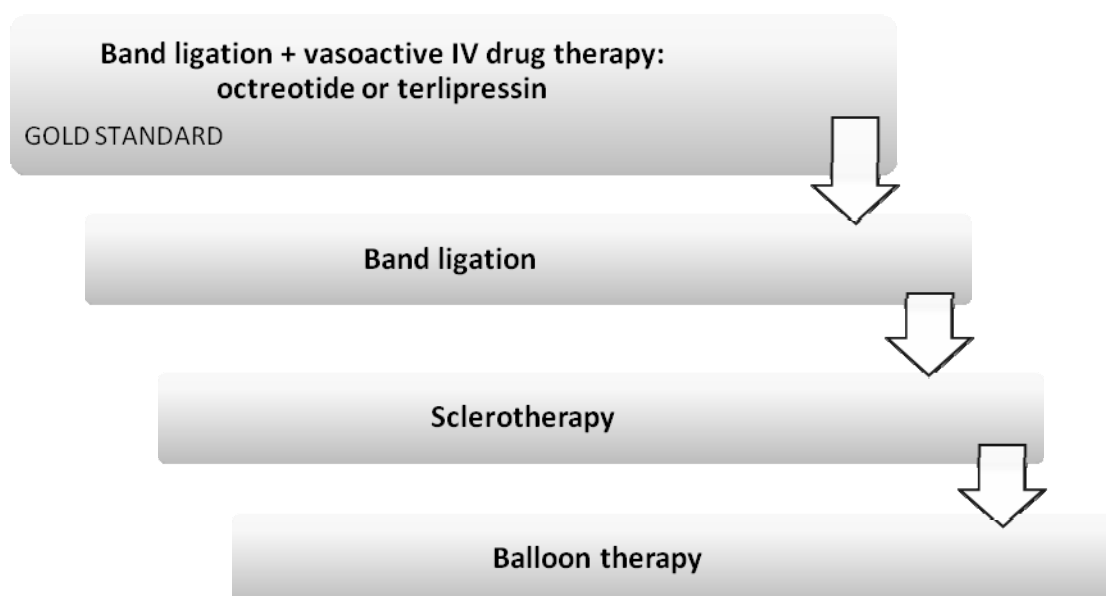 Band ligation + vasoactive IV drug therapy:
octreotide or terlipressin
GOLD STANDARD
Band ligation
Sclerotherapy
Balloon therapy